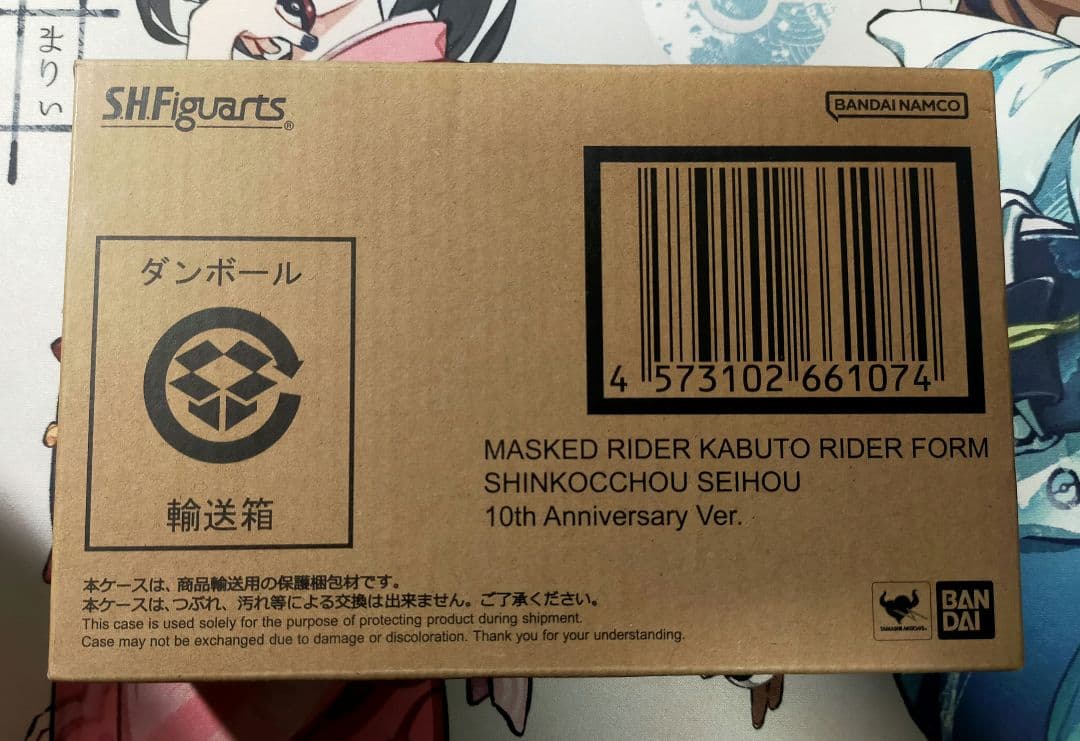 まりい
S.H.Figuarts®
BANDAI NAMCO
ダンボール
輸送箱
4 573102 661074
MASKED RIDER KABUTO RIDER FORM
SHINKOCCHOU SEIHOU
10th Anniversary Ver.
本ケースは、商品輸送用の保護梱包材です。
本ケースは、つぶれ、汚れ等による交換は出来ません。ご了承ください。
This case is used solely for the purpose of protecting product during shipment.
Case may not be exchanged due to damage or discoloration. Thank you for your understanding.
TAMASHII NATIONS
BAN
DAI